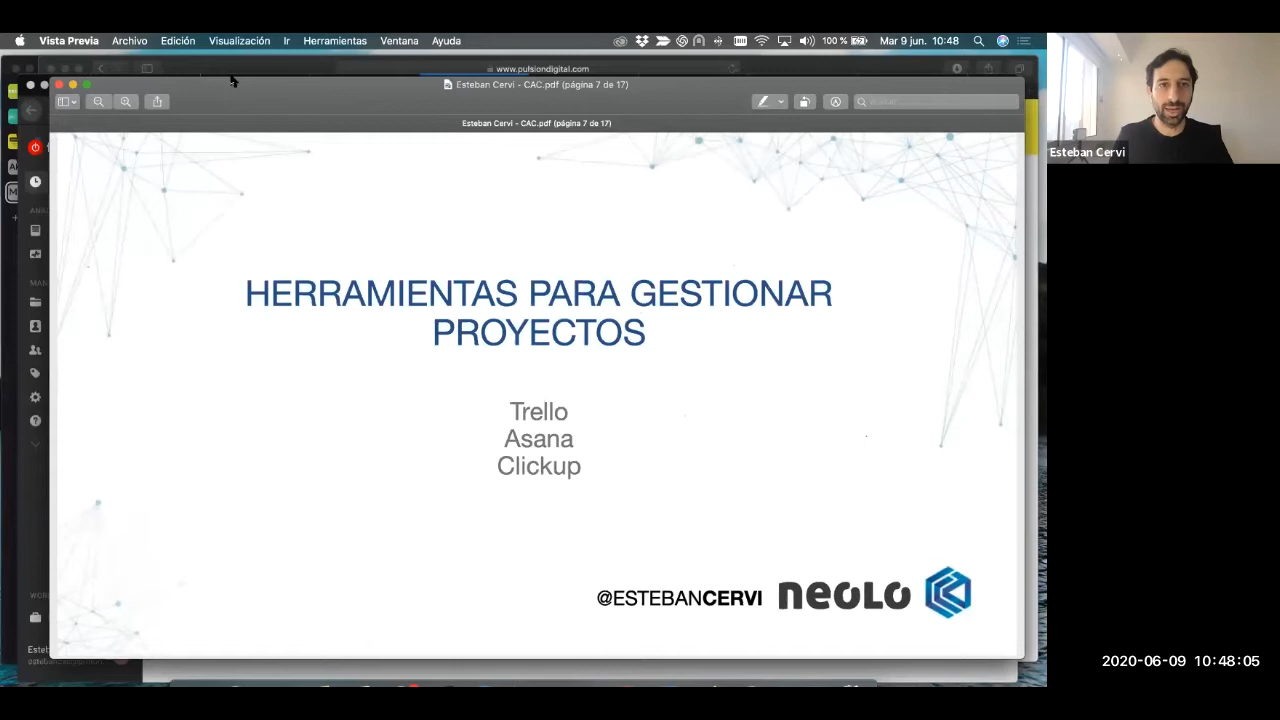 Vista Previa Archivo Edición Visualización Ir Herramientas Ventana Ayuda 100 % Mar 9 jun. 10:48
www.pulsiondigital.com
Esteban Cervi - CAC.pdf (página 7 de 17)
Esteban Cervi - CAC.pdf (página 7 de 17)
HERRAMIENTAS PARA GESTIONAR
PROYECTOS
Trello
Asana
Clickup
@ESTEBANCERVI neolo
Esteban Cervi
2020-06-09 10:48:05